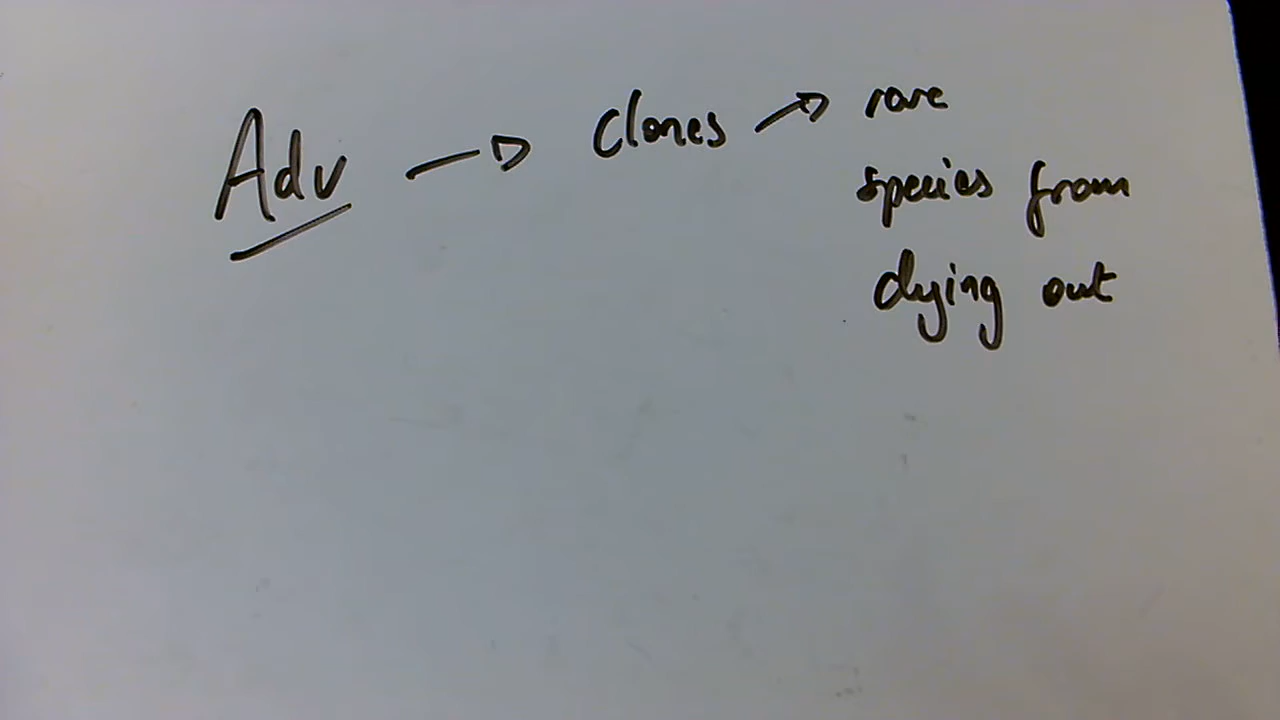 Adv → Clones → rare
species from
dying out